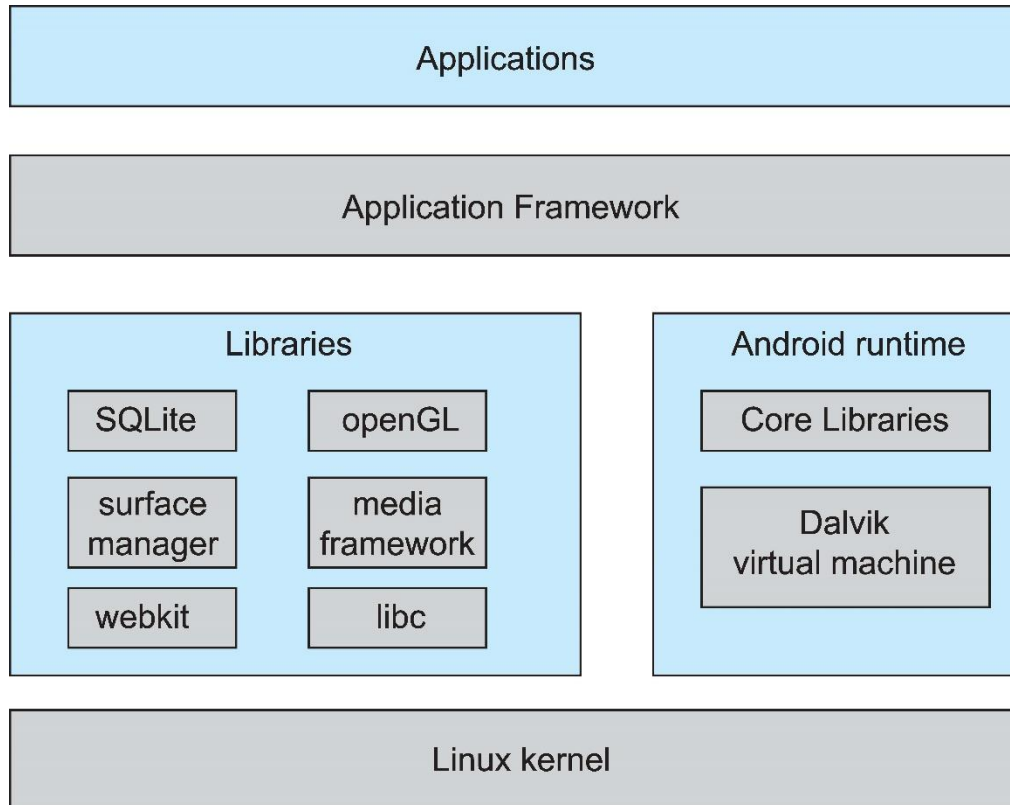 Applications
Application Framework
Libraries
SQLite
openGL
surface
manager
media
framework
webkit
libc
Android runtime
Core Libraries
Dalvik
virtual machine
Linux kernel